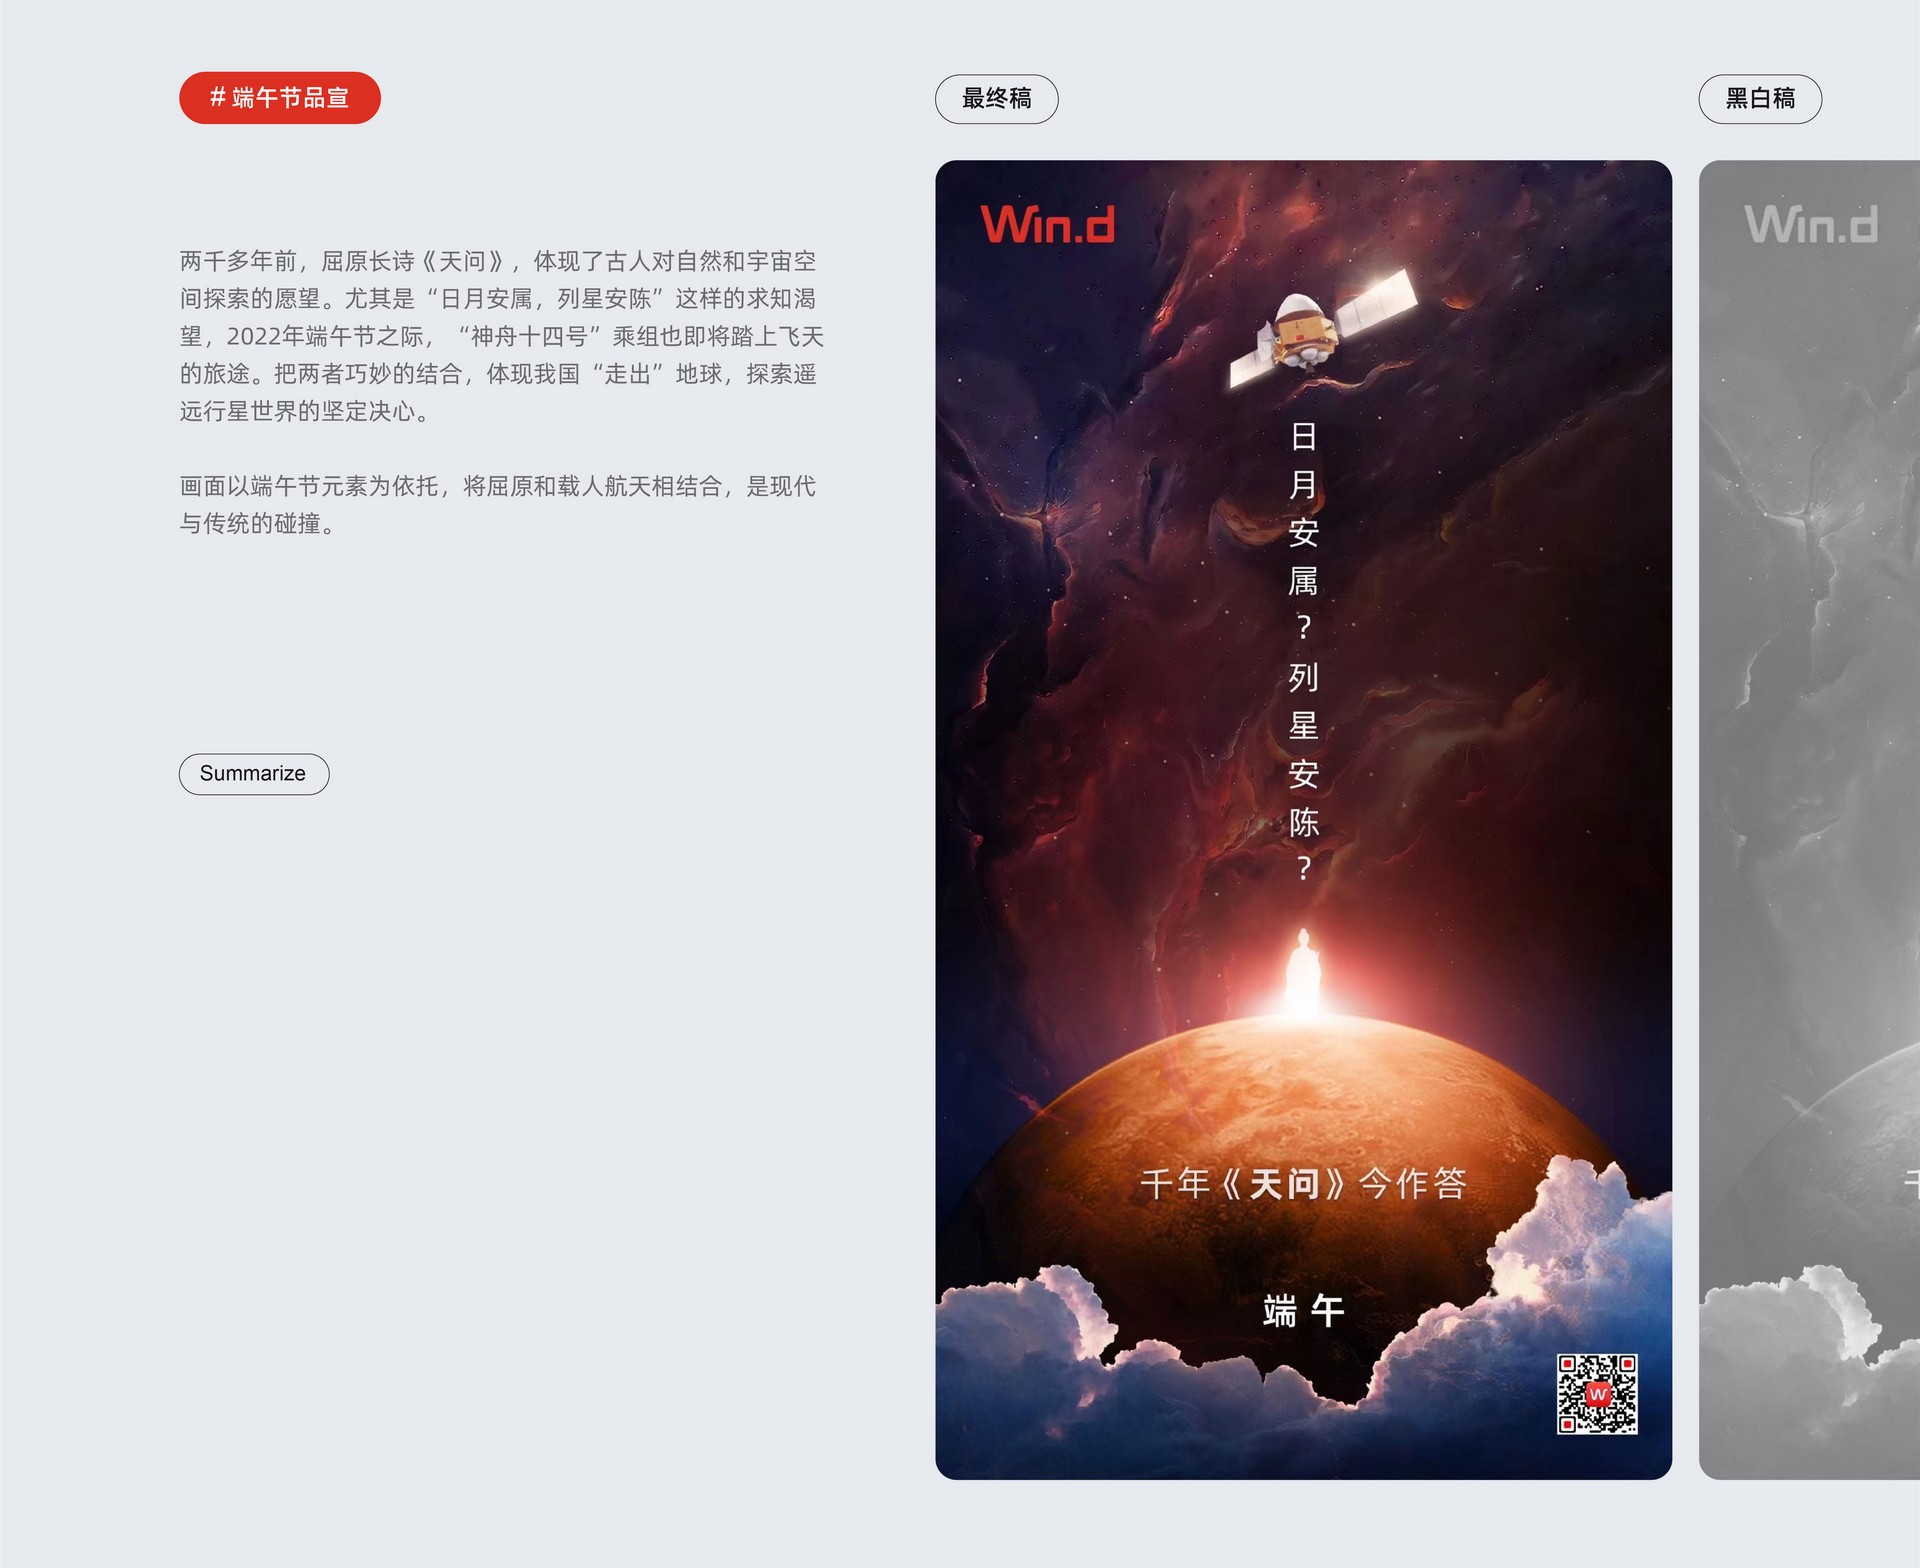 # 端午节品宣
两千多年前，屈原长诗《天问》，体现了古人对自然和宇宙空
间探索的愿望。尤其是“日月安属，列星安陈”这样的求知渴
望，2022年端午节之际，“神舟十四号”乘组也即将踏上飞天
的旅途。把两者巧妙的结合，体现我国“走出”地球，探索遥
远行星世界的坚定决心。
画面以端午节元素为依托，将屈原和载人航天相结合，是现代
与传统的碰撞。
Summarize
最终稿
Win.d
日月安属？列星安陈？
千年《天问》今作答
端午
W
黑白稿
Win.d
千